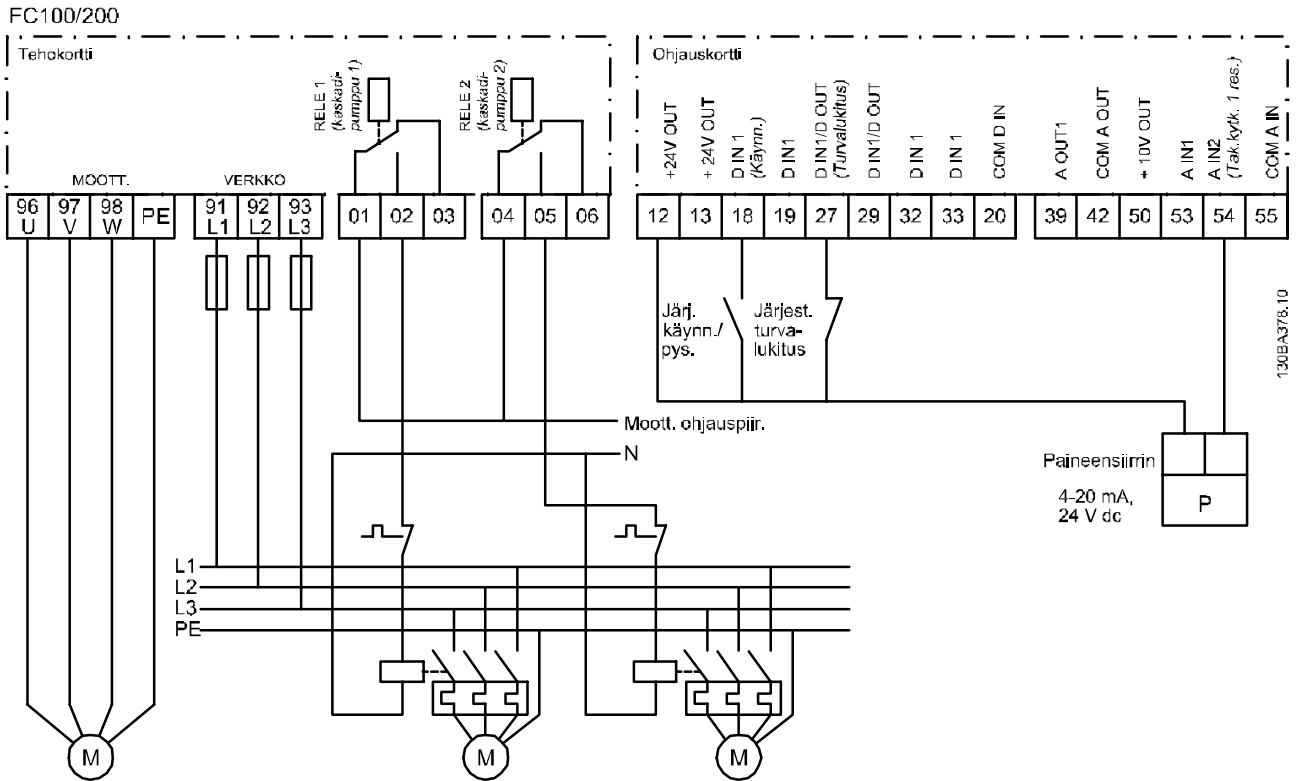 FC100/200
Tehokortti
RELE 1
(kaskadi-
pumppu 1)
RELE 2
(kaskadi-
pumppu 2)
MOOTT.
VERKKO
96
U
97
V
98
W
PE
91
L1
92
L2
93
L3
01
02
03
04
05
06
Ohjauskortti
+24V OUT
+ 24V OUT
D IN 1
(Käynn.)
D IN1
D IN1/D OUT
(Turvalukitus)
D IN1/D OUT
D IN 1
D IN 1
COM D IN
A OUT1
COM A OUT
+ 10V OUT
A IN1
A IN2
(Tak.kytk. 1 res.)
COM A IN
12
13
18
19
27
29
32
33
20
39
42
50
53
54
55
Järj.
käynn./
pys.
Järjest.
turva-
lukitus
130BA378.10
Moott. ohjauspiir.
N
Paineensiirrin
4-20 mA,
24 V dc
P
L1
L2
L3
PE
M
M
M